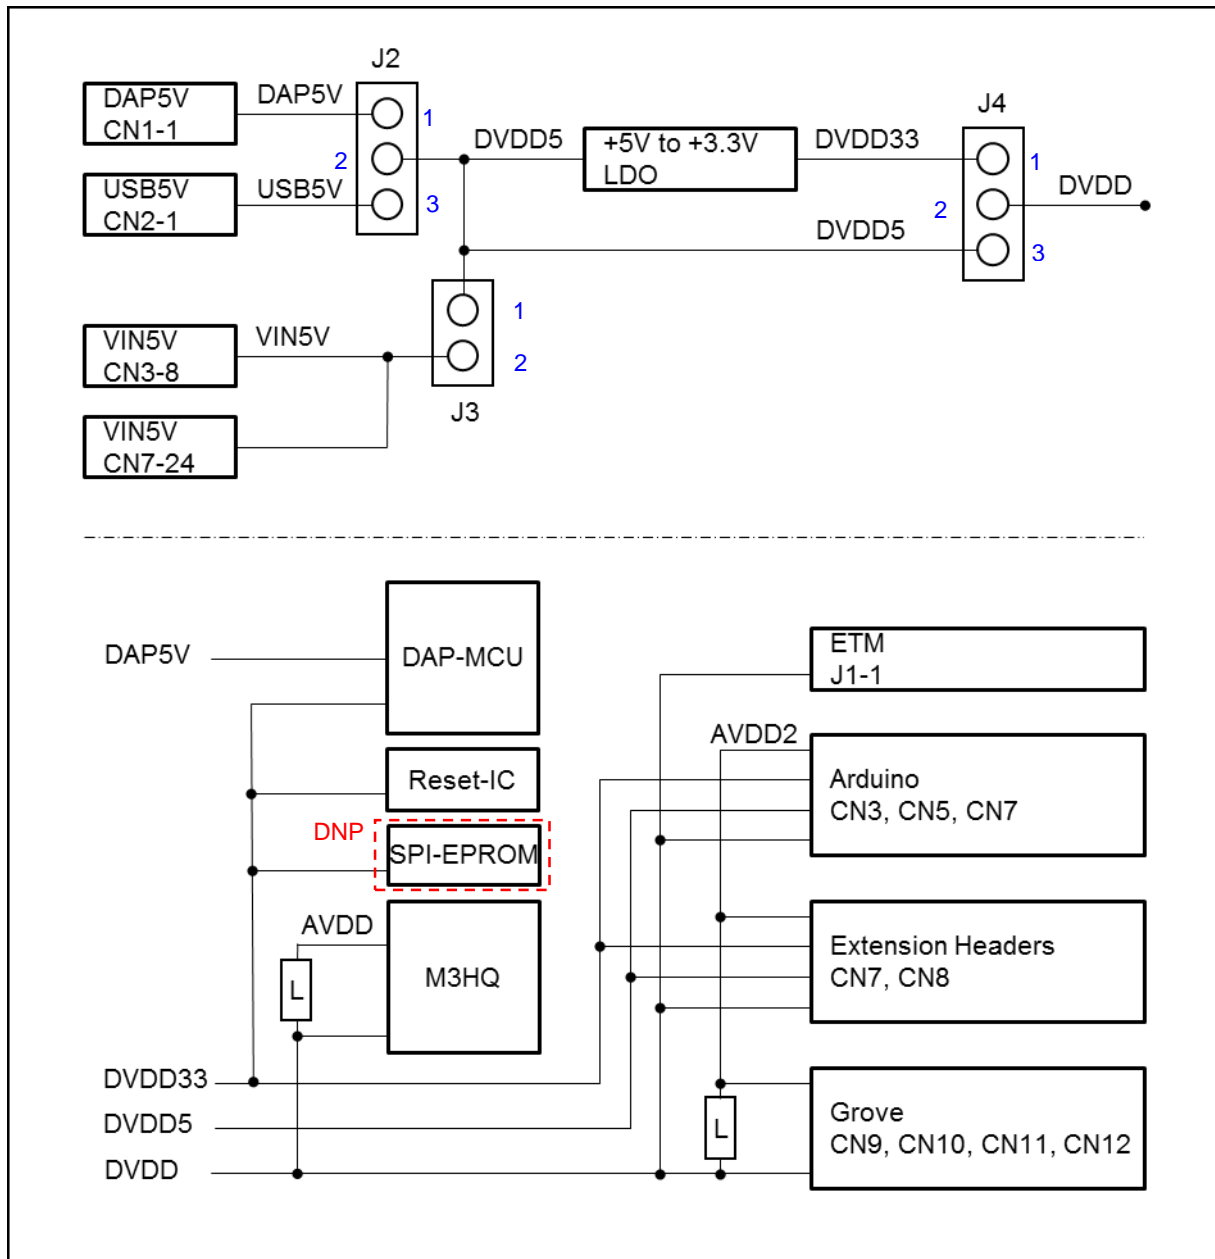 J2
DAP5V
CN1-1
DAP5V
1
J4
2
DVDD5
+5V to +3.3V
LDO
DVDD33
1
USB5V
CN2-1
USB5V
3
2
DVDD
DVDD5
3
1
VIN5V
CN3-8
VIN5V
2
J3
VIN5V
CN7-24
DAP5V
DAP-MCU
ETM
J1-1
AVDD2
Reset-IC
Arduino
CN3, CN5, CN7
DNP
SPI-EPROM
AVDD
L
M3HQ
Extension Headers
CN7, CN8
DVDD33
DVDD5
DVDD
L
Grove
CN9, CN10, CN11, CN12